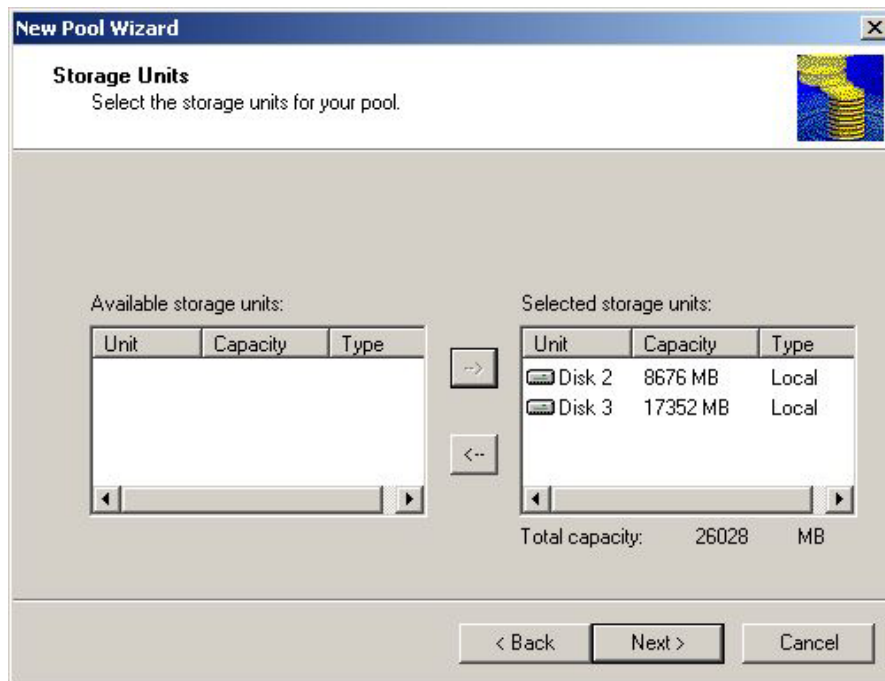 New Pool Wizard
Storage Units
Select the storage units for your pool.
Available storage units:
Unit Capacity Type
-->
<--
Selected storage units:
Unit Capacity Type
Disk 2 8676 MB Local
Disk 3 17352 MB Local
Total capacity: 26028 MB
< Back Next > Cancel